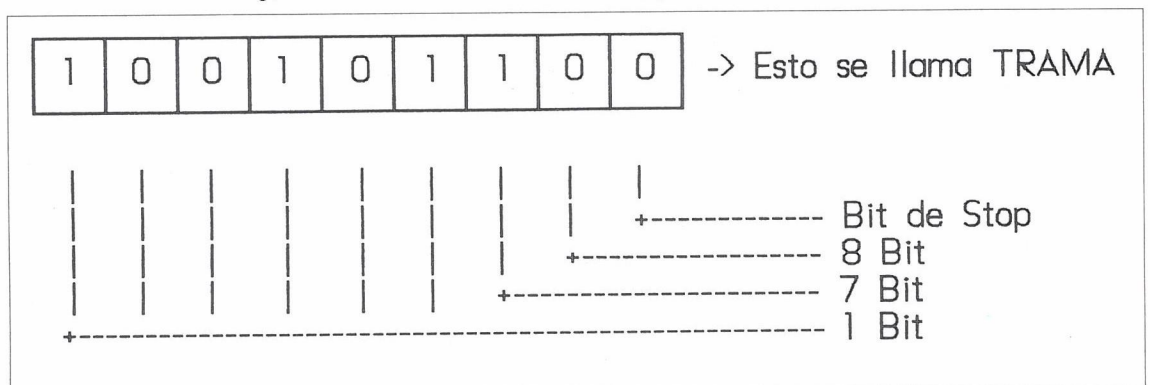 1 0 0 1 0 1 1 0 0 -> Esto se llama TRAMA
Bit de Stop
8 Bit
7 Bit
1 Bit